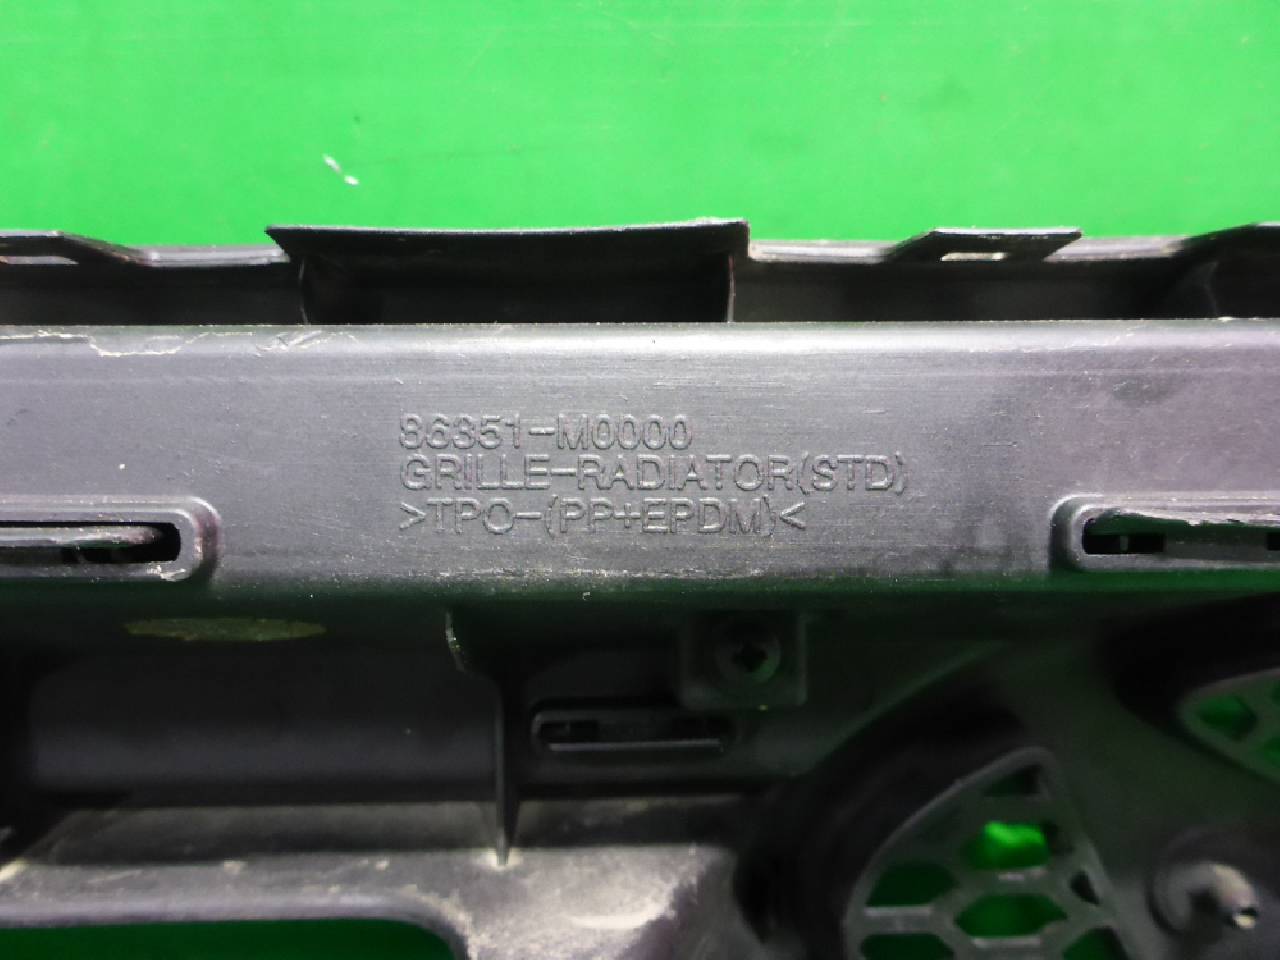 86351-M0000
GRILLE-RADIATOR(STD)
>TPO-(PP+EPDM)<